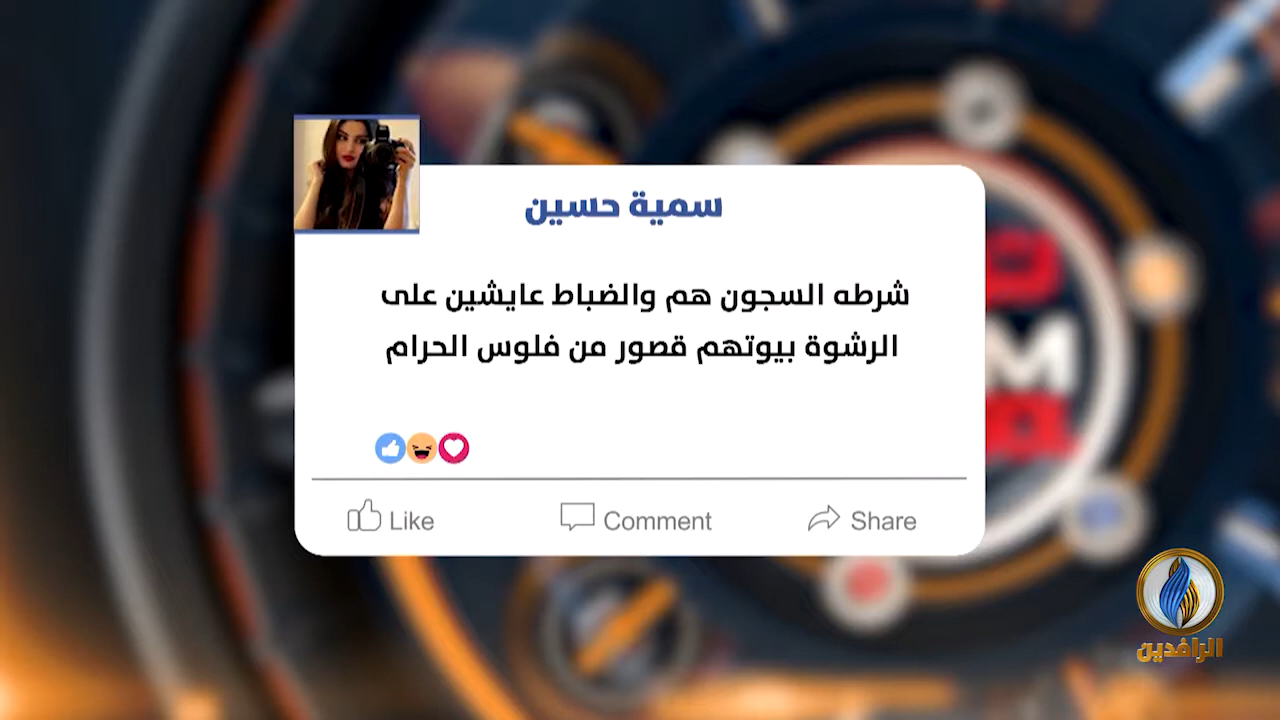 سمية حسين
شرطه السجون هم والضباط عايشين على
الرشوة بيوتهم قصور من فلوس الحرام
Like Comment Share
الرافدين